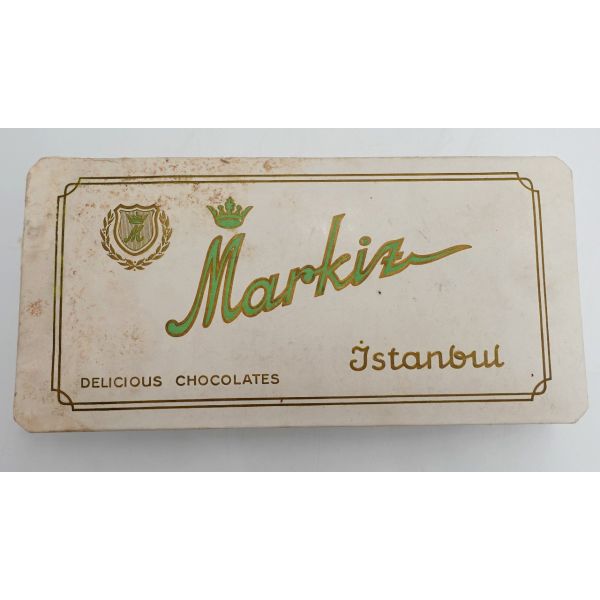 M
Markiz
İstanbul
DELICIOUS CHOCOLATES